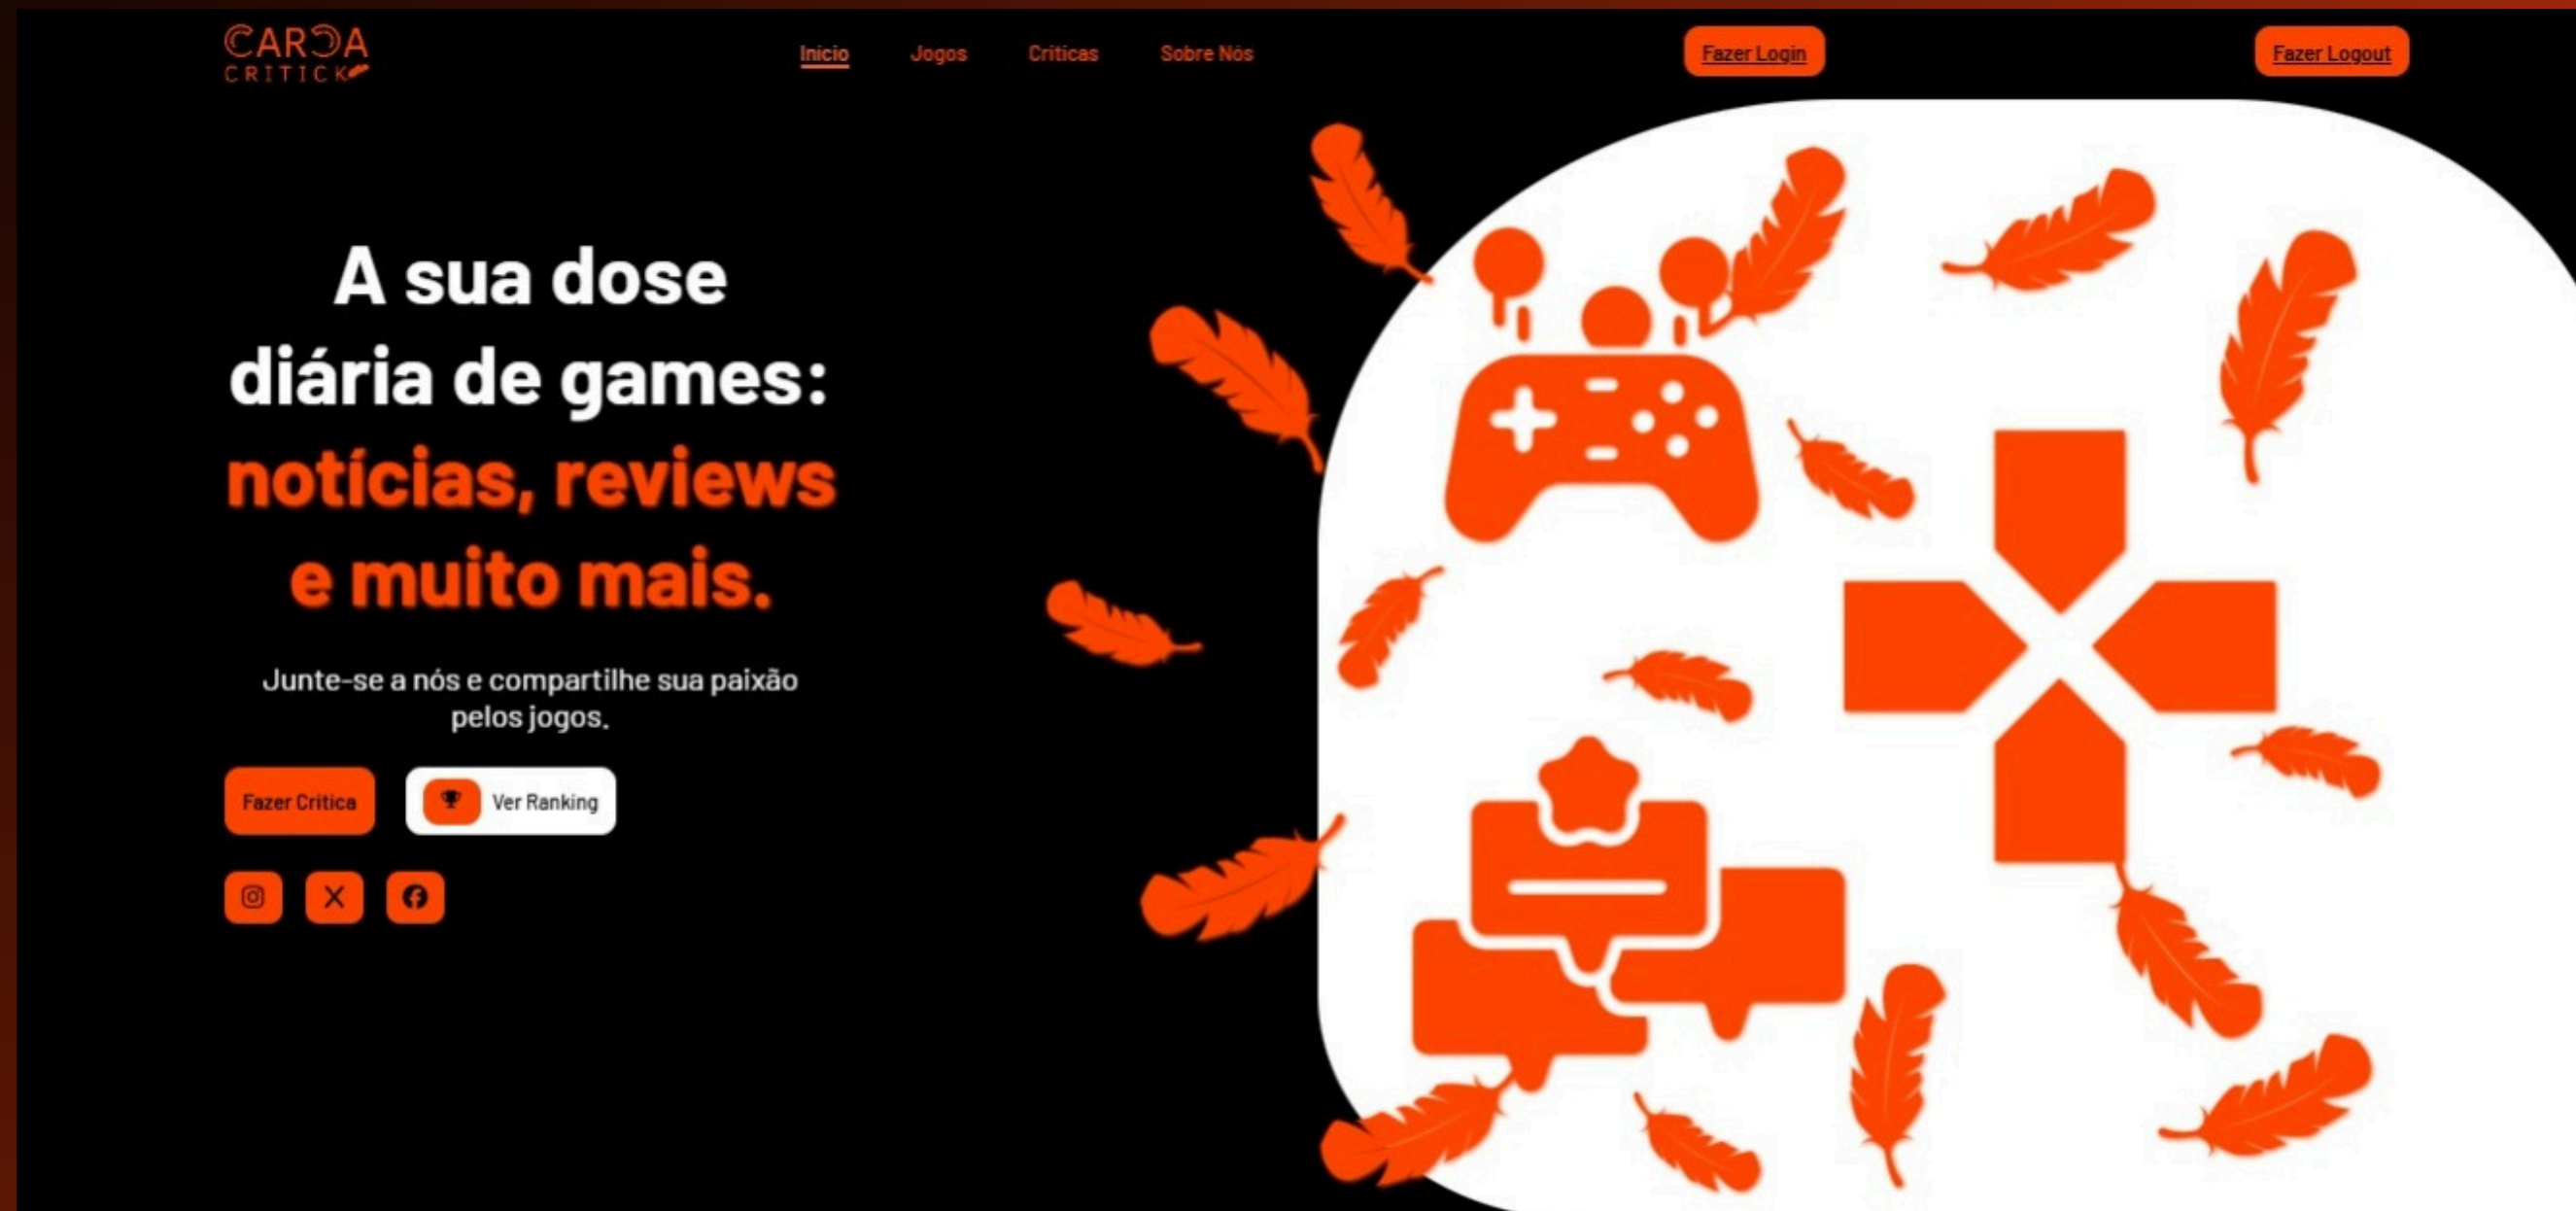 CARCA
CRITICK
Início
Jogos
Críticas
Sobre Nós
Fazer Login
Fazer Logout
A sua dose
diária de games:
notícias, reviews
e muito mais.
Junte-se a nós e compartilhe sua paixão
pelos jogos.
Fazer Crítica
Ver Ranking